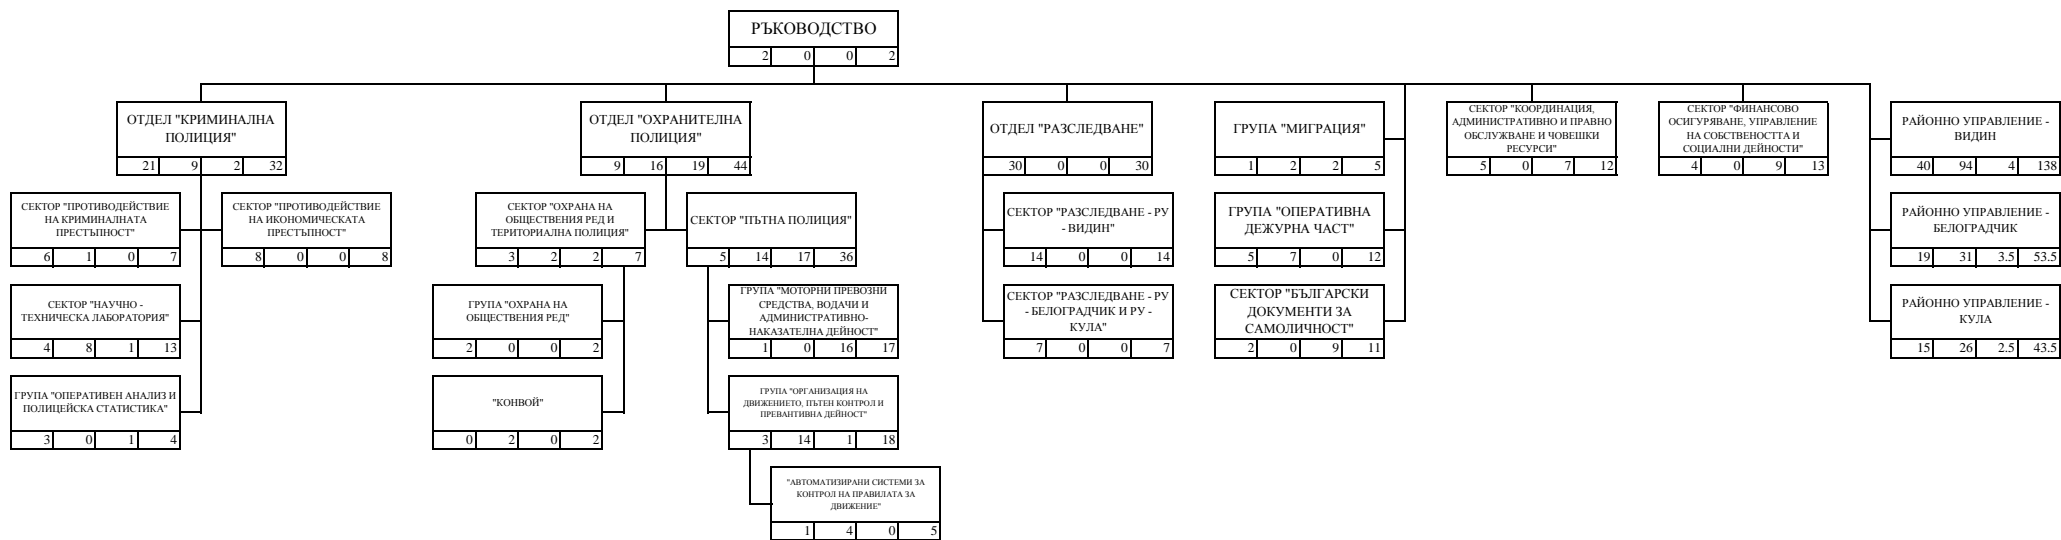 РЪКОВОДСТВО
2 0 0 2
ОТДЕЛ "КРИМИНАЛНА
ПОЛИЦИЯ"
21 9 2 32
СЕКТОР "ПРОТИВОДЕЙСТВИЕ
НА КРИМИНАЛНАТА
ПРЕСТЪПНОСТ"
6 1 0 7
СЕКТОР "ПРОТИВОДЕЙСТВИЕ
НА ИКОНОМИЧЕСКАТА
ПРЕСТЪПНОСТ"
8 0 0 8
СЕКТОР "НАУЧНО -
ТЕХНИЧЕСКА ЛАБОРАТОРИЯ"
4 8 1 13
ГРУПА "ОПЕРАТИВЕН АНАЛИЗ И
ПОЛИЦЕЙСКА СТАТИСТИКА"
3 0 1 4
ОТДЕЛ "ОХРАНИТЕЛНА
ПОЛИЦИЯ"
9 16 19 44
СЕКТОР "ОХРАНА НА
ОБЩЕСТВЕНИЯ РЕД И
ТЕРИТОРИАЛНА ПОЛИЦИЯ"
3 2 2 7
ГРУПА "ОХРАНА НА
ОБЩЕСТВЕНИЯ РЕД"
2 0 0 2
"КОНВОЙ"
0 2 0 2
СЕКТОР "ПЪТНА ПОЛИЦИЯ"
5 14 17 36
ГРУПА "МОТОРНИ ПРЕВОЗНИ
СРЕДСТВА, ВОДАЧИ И
АДМИНИСТРАТИВНО-
НАКАЗАТЕЛНА ДЕЙНОСТ"
1 0 16 17
ГРУПА "ОРГАНИЗАЦИЯ НА
ДВИЖЕНИЕТО, ПЪТЕН КОНТРОЛ И
ПРЕВАНТИВНА ДЕЙНОСТ"
3 14 1 18
"АВТОМАТИЗИРАНИ СИСТЕМИ ЗА
КОНТРОЛ НА ПРАВИЛАТА ЗА
ДВИЖЕНИЕ"
1 4 0 5
ОТДЕЛ "РАЗСЛЕДВАНЕ"
30 0 0 30
СЕКТОР "РАЗСЛЕДВАНЕ - РУ
- ВИДИН"
14 0 0 14
СЕКТОР "РАЗСЛЕДВАНЕ - РУ
- БЕЛОГРАДЧИК И РУ -
КУЛА"
7 0 0 7
ГРУПА "МИГРАЦИЯ"
1 2 2 5
ГРУПА "ОПЕРАТИВНА
ДЕЖУРНА ЧАСТ"
5 7 0 12
СЕКТОР "БЪЛГАРСКИ
ДОКУМЕНТИ ЗА
САМОЛИЧНОСТ"
2 0 9 11
СЕКТОР "КООРДИНАЦИЯ,
АДМИНИСТРАТИВНО И ПРАВНО
ОБСЛУЖВАНЕ И ЧОВЕШКИ
РЕСУРСИ"
5 0 7 12
СЕКТОР "ФИНАНСОВО
ОСИГУРЯВАНЕ, УПРАВЛЕНИЕ
НА СОБСТВЕНОСТТА И
СОЦИАЛНИ ДЕЙНОСТИ"
4 0 9 13
РАЙОННО УПРАВЛЕНИЕ -
ВИДИН
40 94 4 138
РАЙОННО УПРАВЛЕНИЕ -
БЕЛОГРАДЧИК
19 31 3.5 53.5
РАЙОННО УПРАВЛЕНИЕ -
КУЛА
15 26 2.5 43.5